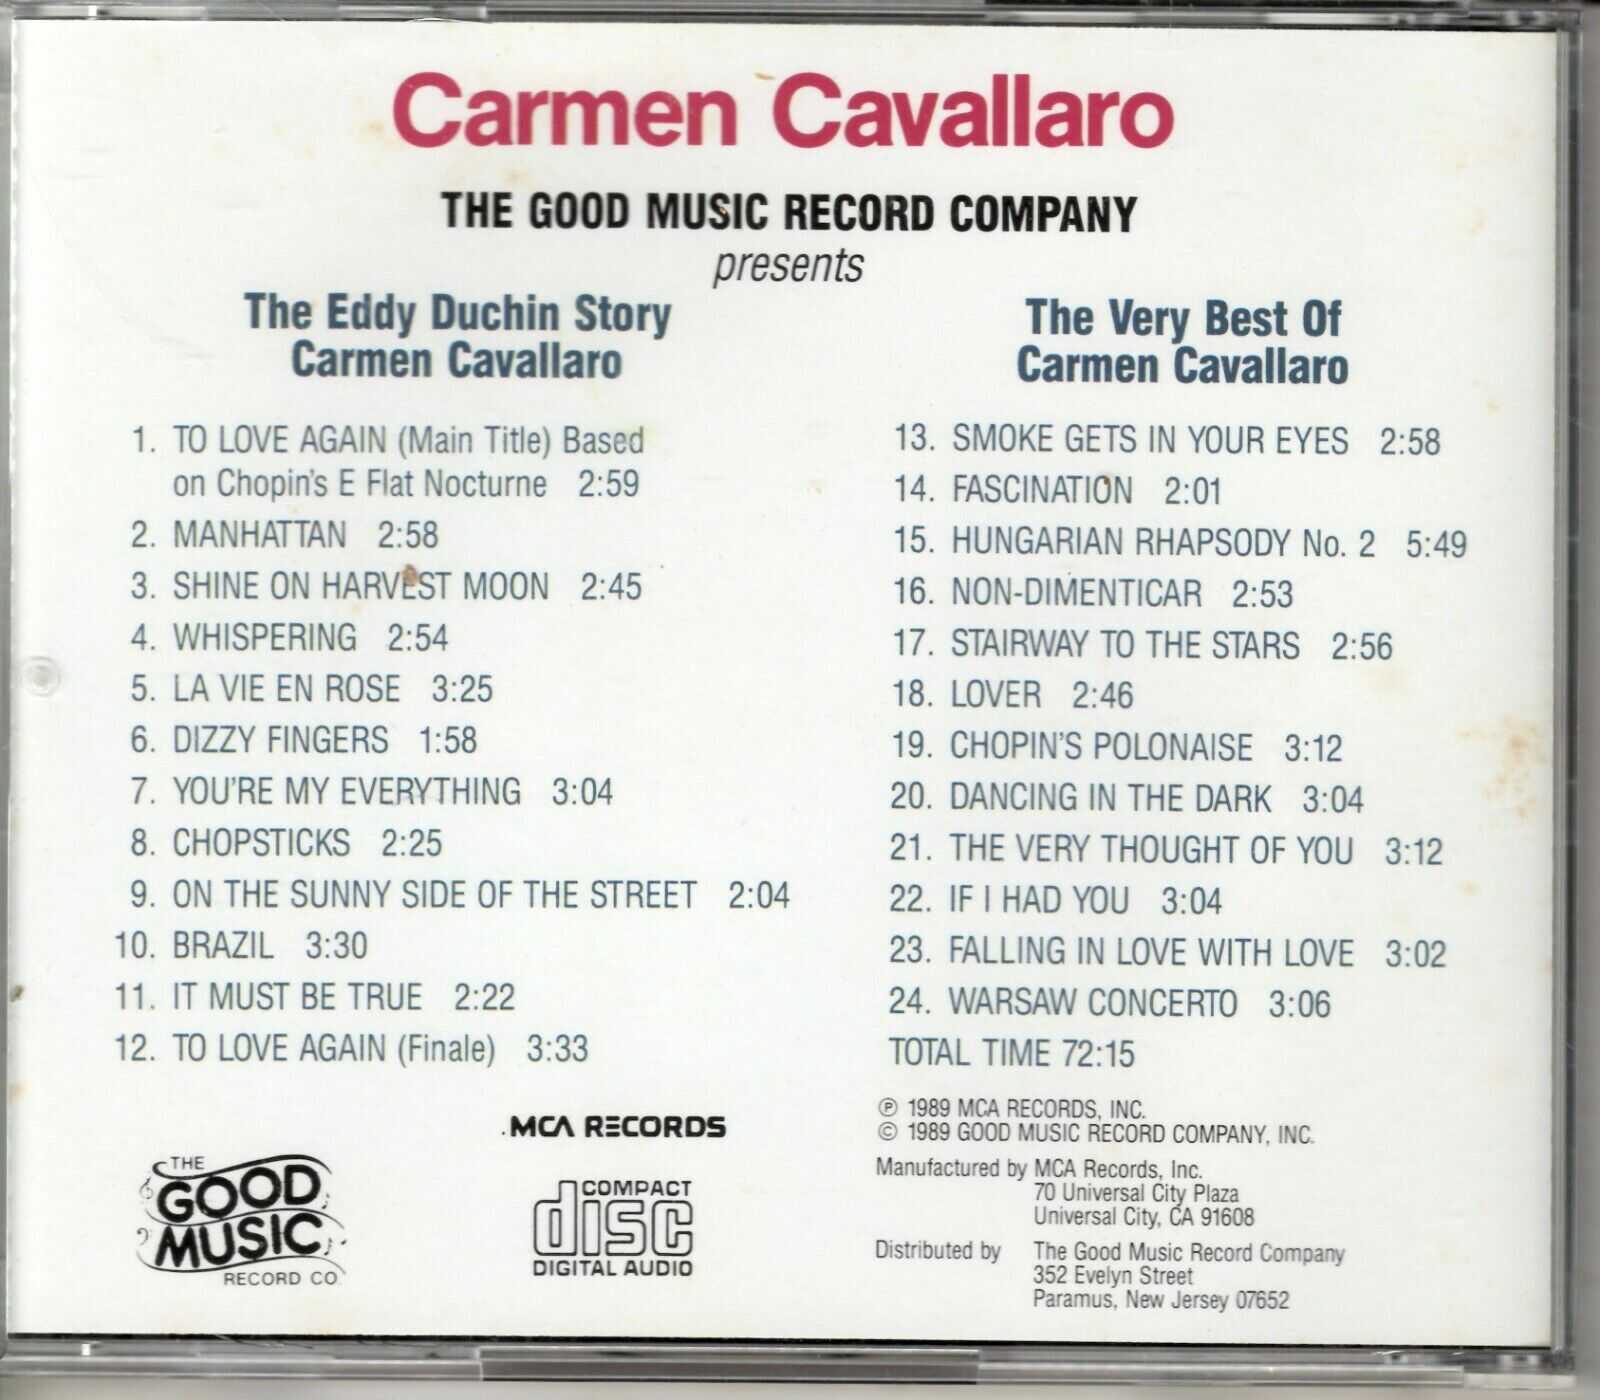 Carmen Cavallaro
THE GOOD MUSIC RECORD COMPANY
presents
The Eddy Duchin Story
Carmen Cavallaro
1. TO LOVE AGAIN (Main Title) Based
on Chopin's E Flat Nocturne 2:59
2. MANHATTAN 2:58
3. SHINE ON HARVEST MOON 2:45
4. WHISPERING 2:54
5. LA VIE EN ROSE 3:25
6. DIZZY FINGERS 1:58
7. YOU'RE MY EVERYTHING 3:04
8. CHOPSTICKS 2:25
9. ON THE SUNNY SIDE OF THE STREET 2:04
10. BRAZIL 3:30
11. IT MUST BE TRUE 2:22
12. TO LOVE AGAIN (Finale) 3:33
The Very Best Of
Carmen Cavallaro
13. SMOKE GETS IN YOUR EYES 2:58
14. FASCINATION 2:01
15. HUNGARIAN RHAPSODY No. 2 5:49
16. NON-DIMENTICAR 2:53
17. STAIRWAY TO THE STARS 2:56
18. LOVER 2:46
19. CHOPIN'S POLONAISE 3:12
20. DANCING IN THE DARK 3:04
21. THE VERY THOUGHT OF YOU 3:12
22. IF I HAD YOU 3:04
23. FALLING IN LOVE WITH LOVE 3:02
24. WARSAW CONCERTO 3:06
TOTAL TIME 72:15
THE
GOOD
MUSIC
RECORD CO.
MCA RECORDS
COMPACT
disc
DIGITAL AUDIO
℗ 1989 MCA RECORDS, INC.
© 1989 GOOD MUSIC RECORD COMPANY, INC.
Manufactured by MCA Records, Inc.
70 Universal City Plaza
Universal City, CA 91608
Distributed by The Good Music Record Company
352 Evelyn Street
Paramus, New Jersey 07652